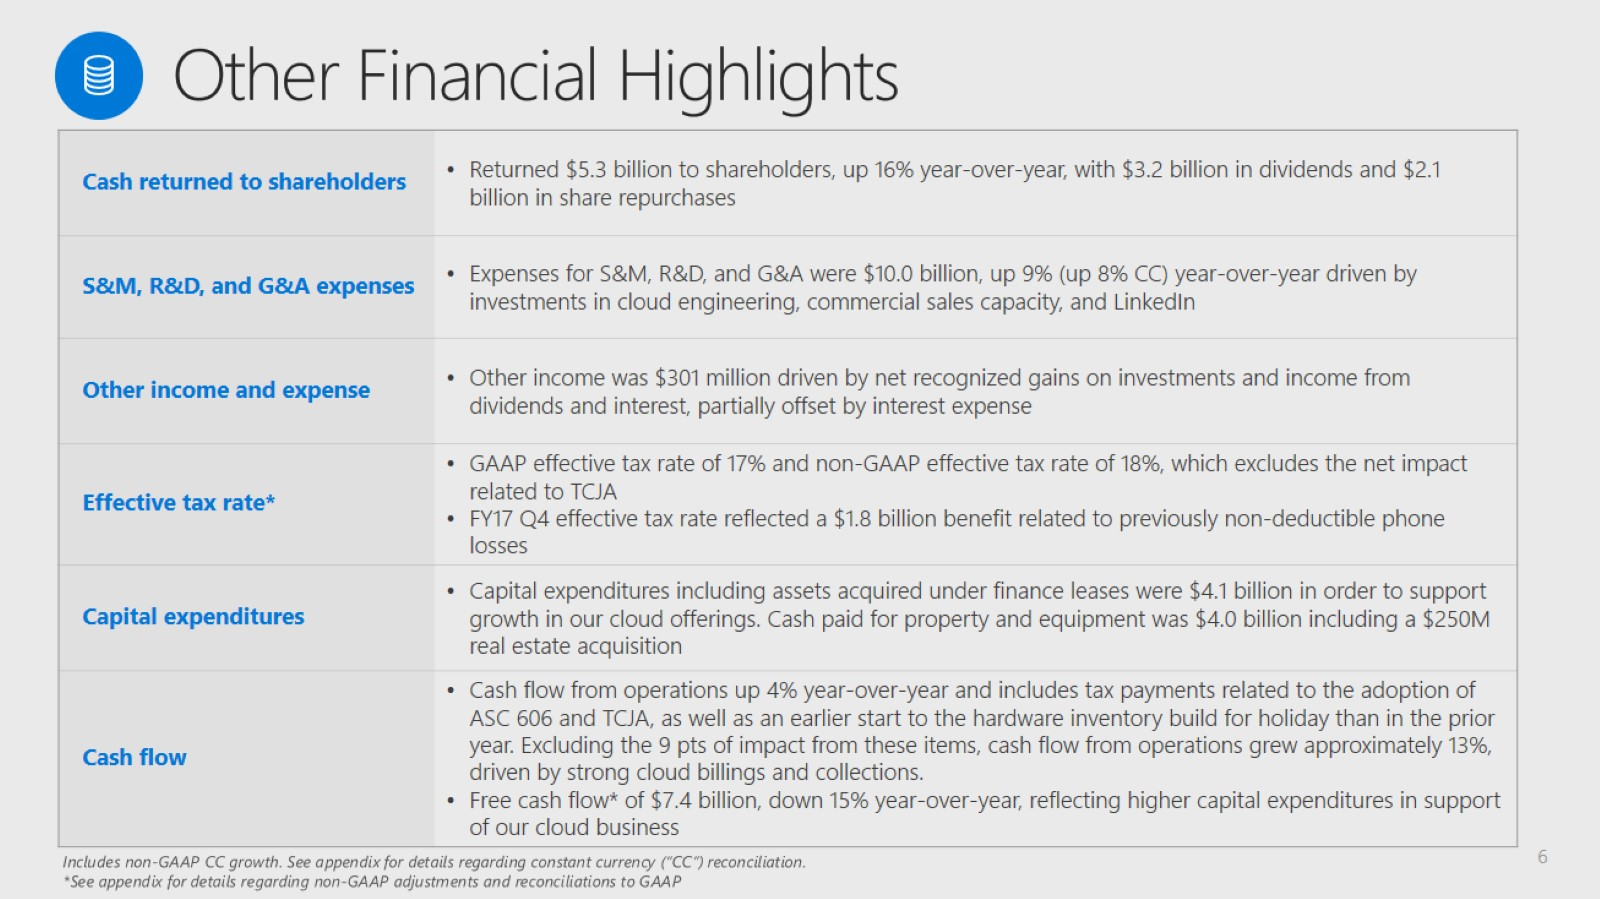 Other Financial Highlights
Cash returned to shareholders
• Returned $5.3 billion to shareholders, up 16% year-over-year, with $3.2 billion in dividends and $2.1
billion in share repurchases
S&M, R&D, and G&A expenses
• Expenses for S&M, R&D, and G&A were $10.0 billion, up 9% (up 8% CC) year-over-year driven by
investments in cloud engineering, commercial sales capacity, and LinkedIn
Other income and expense
• Other income was $301 million driven by net recognized gains on investments and income from
dividends and interest, partially offset by interest expense
Effective tax rate*
• GAAP effective tax rate of 17% and non-GAAP effective tax rate of 18%, which excludes the net impact
related to TCJA
• FY17 Q4 effective tax rate reflected a $1.8 billion benefit related to previously non-deductible phone
losses
Capital expenditures
• Capital expenditures including assets acquired under finance leases were $4.1 billion in order to support
growth in our cloud offerings. Cash paid for property and equipment was $4.0 billion including a $250M
real estate acquisition
Cash flow
• Cash flow from operations up 4% year-over-year and includes tax payments related to the adoption of
ASC 606 and TCJA, as well as an earlier start to the hardware inventory build for holiday than in the prior
year. Excluding the 9 pts of impact from these items, cash flow from operations grew approximately 13%,
driven by strong cloud billings and collections.
• Free cash flow* of $7.4 billion, down 15% year-over-year, reflecting higher capital expenditures in support
of our cloud business
Includes non-GAAP CC growth. See appendix for details regarding constant currency (“CC”) reconciliation.
*See appendix for details regarding non-GAAP adjustments and reconciliations to GAAP
6